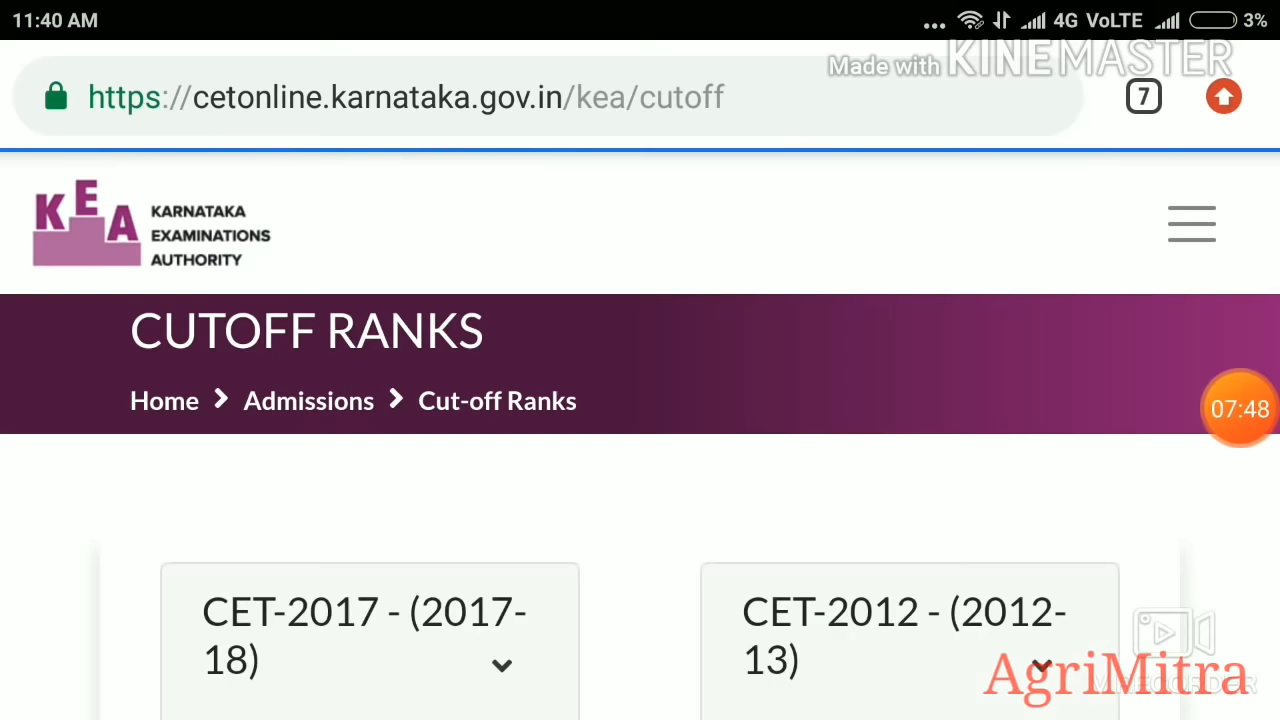 11:40 AM
... 4G VoLTE 3%
Made with KINEMASTER
https://cetonline.karnataka.gov.in/kea/cutoff
7
KEA
KARNATAKA
EXAMINATIONS
AUTHORITY
CUTOFF RANKS
Home > Admissions > Cut-off Ranks
07:48
CET-2017 - (2017-
18)
CET-2012 - (2012-
13)
AgriMitra